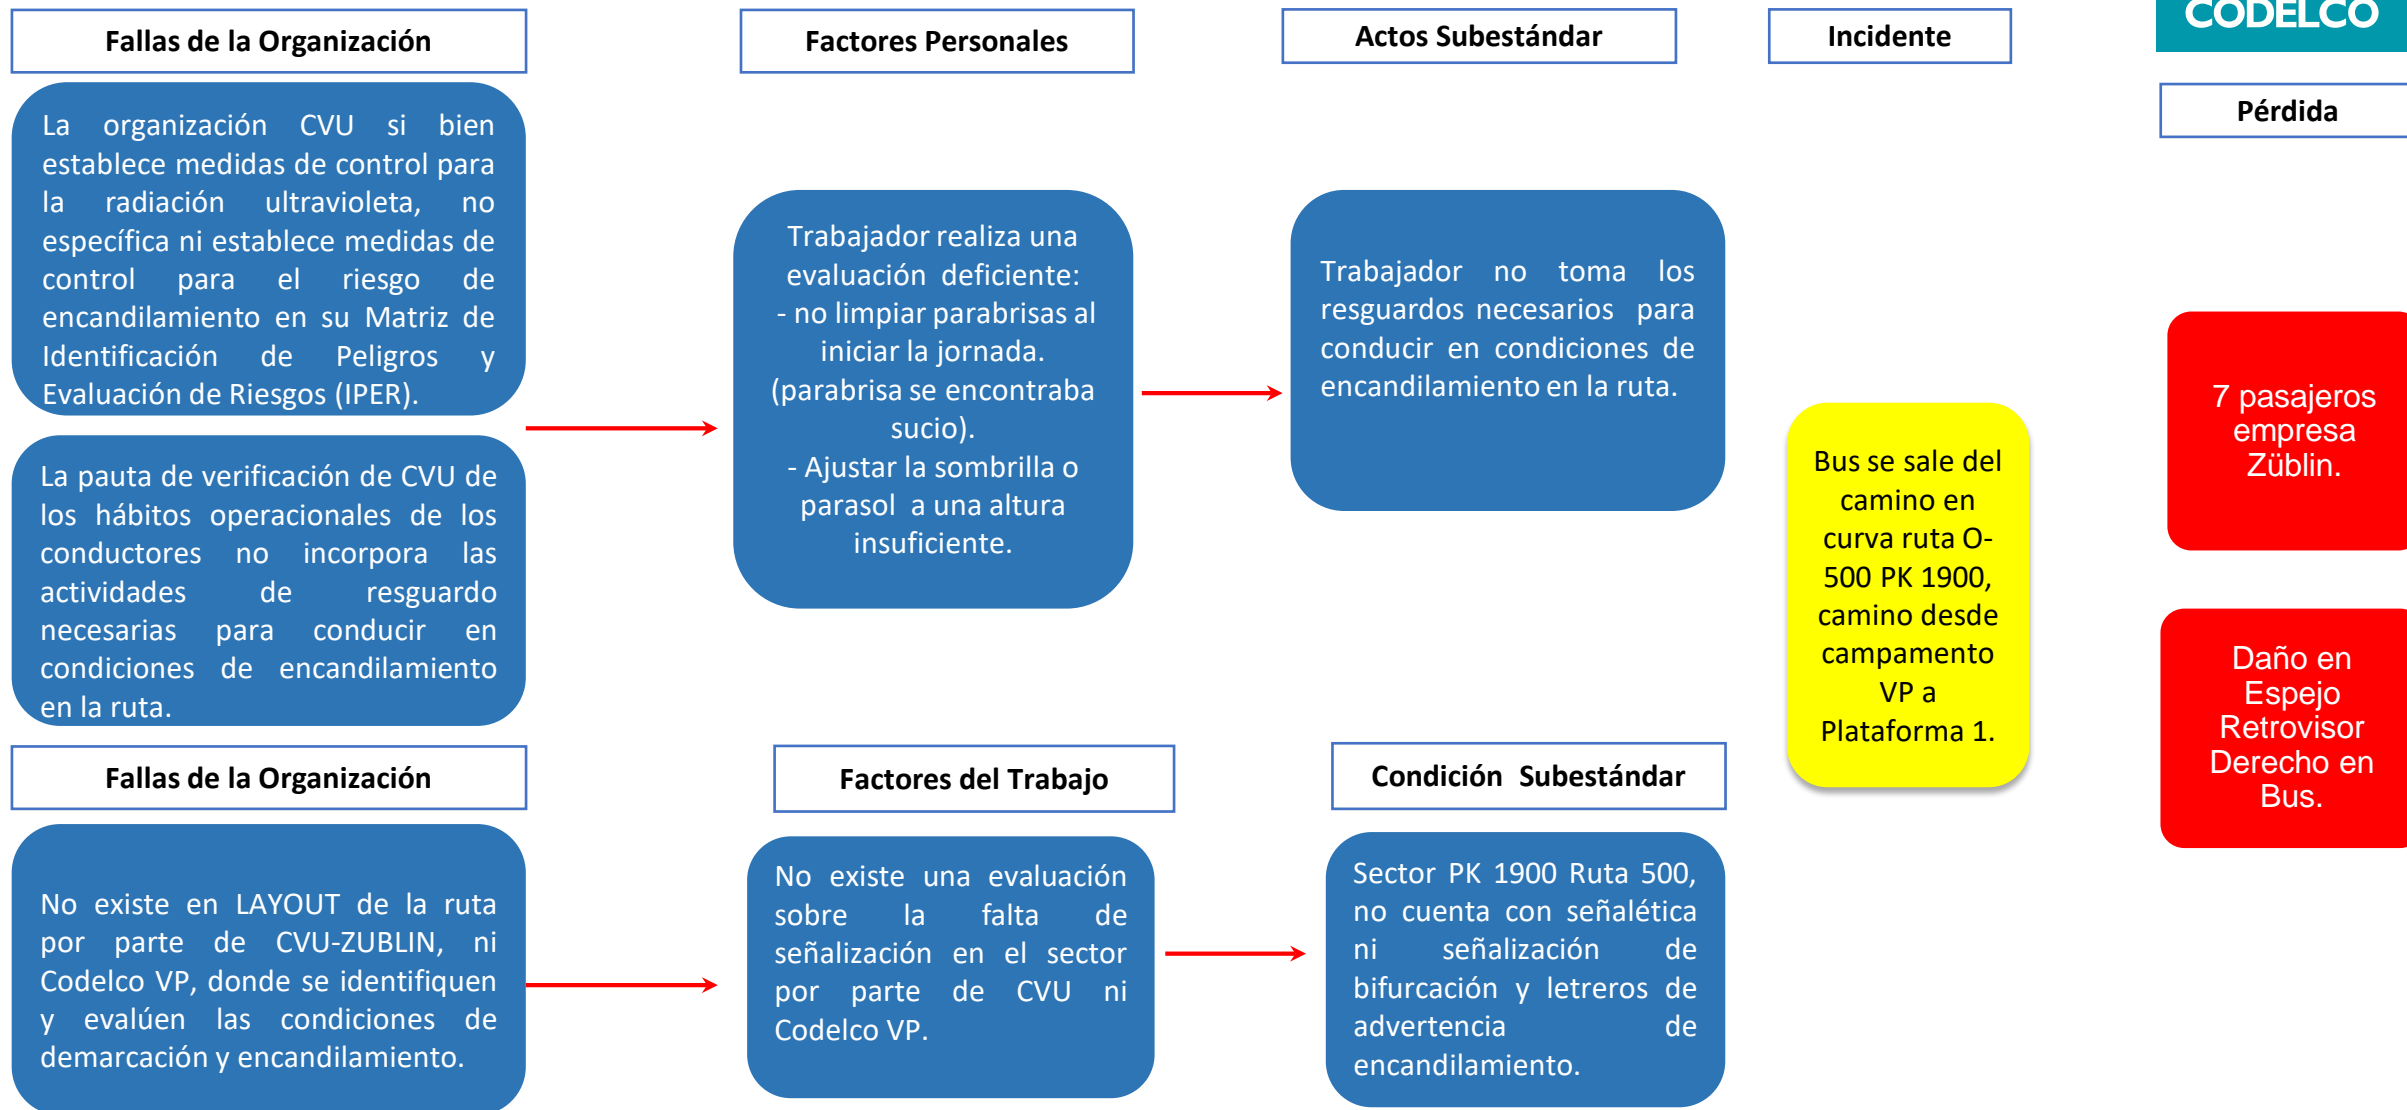 Fallas de la Organización
Factores Personales
Actos Subestándar
Incidente
CODELCO
Pérdida
La organización CVU si bien
establece medidas de control para
la radiación ultravioleta, no
específica ni establece medidas de
control para el riesgo de
encandilamiento en su Matriz de
Identificación de Peligros y
Evaluación de Riesgos (IPER).
La pauta de verificación de CVU de
los hábitos operacionales de los
conductores no incorpora las
actividades de resguardo
necesarias para conducir en
condiciones de encandilamiento
en la ruta.
Trabajador realiza una
evaluación deficiente:
- no limpiar parabrisas al
iniciar la jornada.
(parabrisa se encontraba
sucio).
- Ajustar la sombrilla o
parasol a una altura
insuficiente.
Trabajador no toma los
resguardos necesarios para
conducir en condiciones de
encandilamiento en la ruta.
Bus se sale del
camino en
curva ruta O-
500 PK 1900,
camino desde
campamento
VP a
Plataforma 1.
7 pasajeros
empresa
Züblin.
Daño en
Espejo
Retrovisor
Derecho en
Bus.
Fallas de la Organización
Factores del Trabajo
Condición Subestándar
No existe en LAYOUT de la ruta
por parte de CVU-ZUBLIN, ni
Codelco VP, donde se identifiquen
y evalúen las condiciones de
demarcación y encandilamiento.
No existe una evaluación
sobre la falta de
señalización en el sector
por parte de CVU ni
Codelco VP.
Sector PK 1900 Ruta 500,
no cuenta con señalética
ni señalización de
bifurcación y letreros de
advertencia de
encandilamiento.